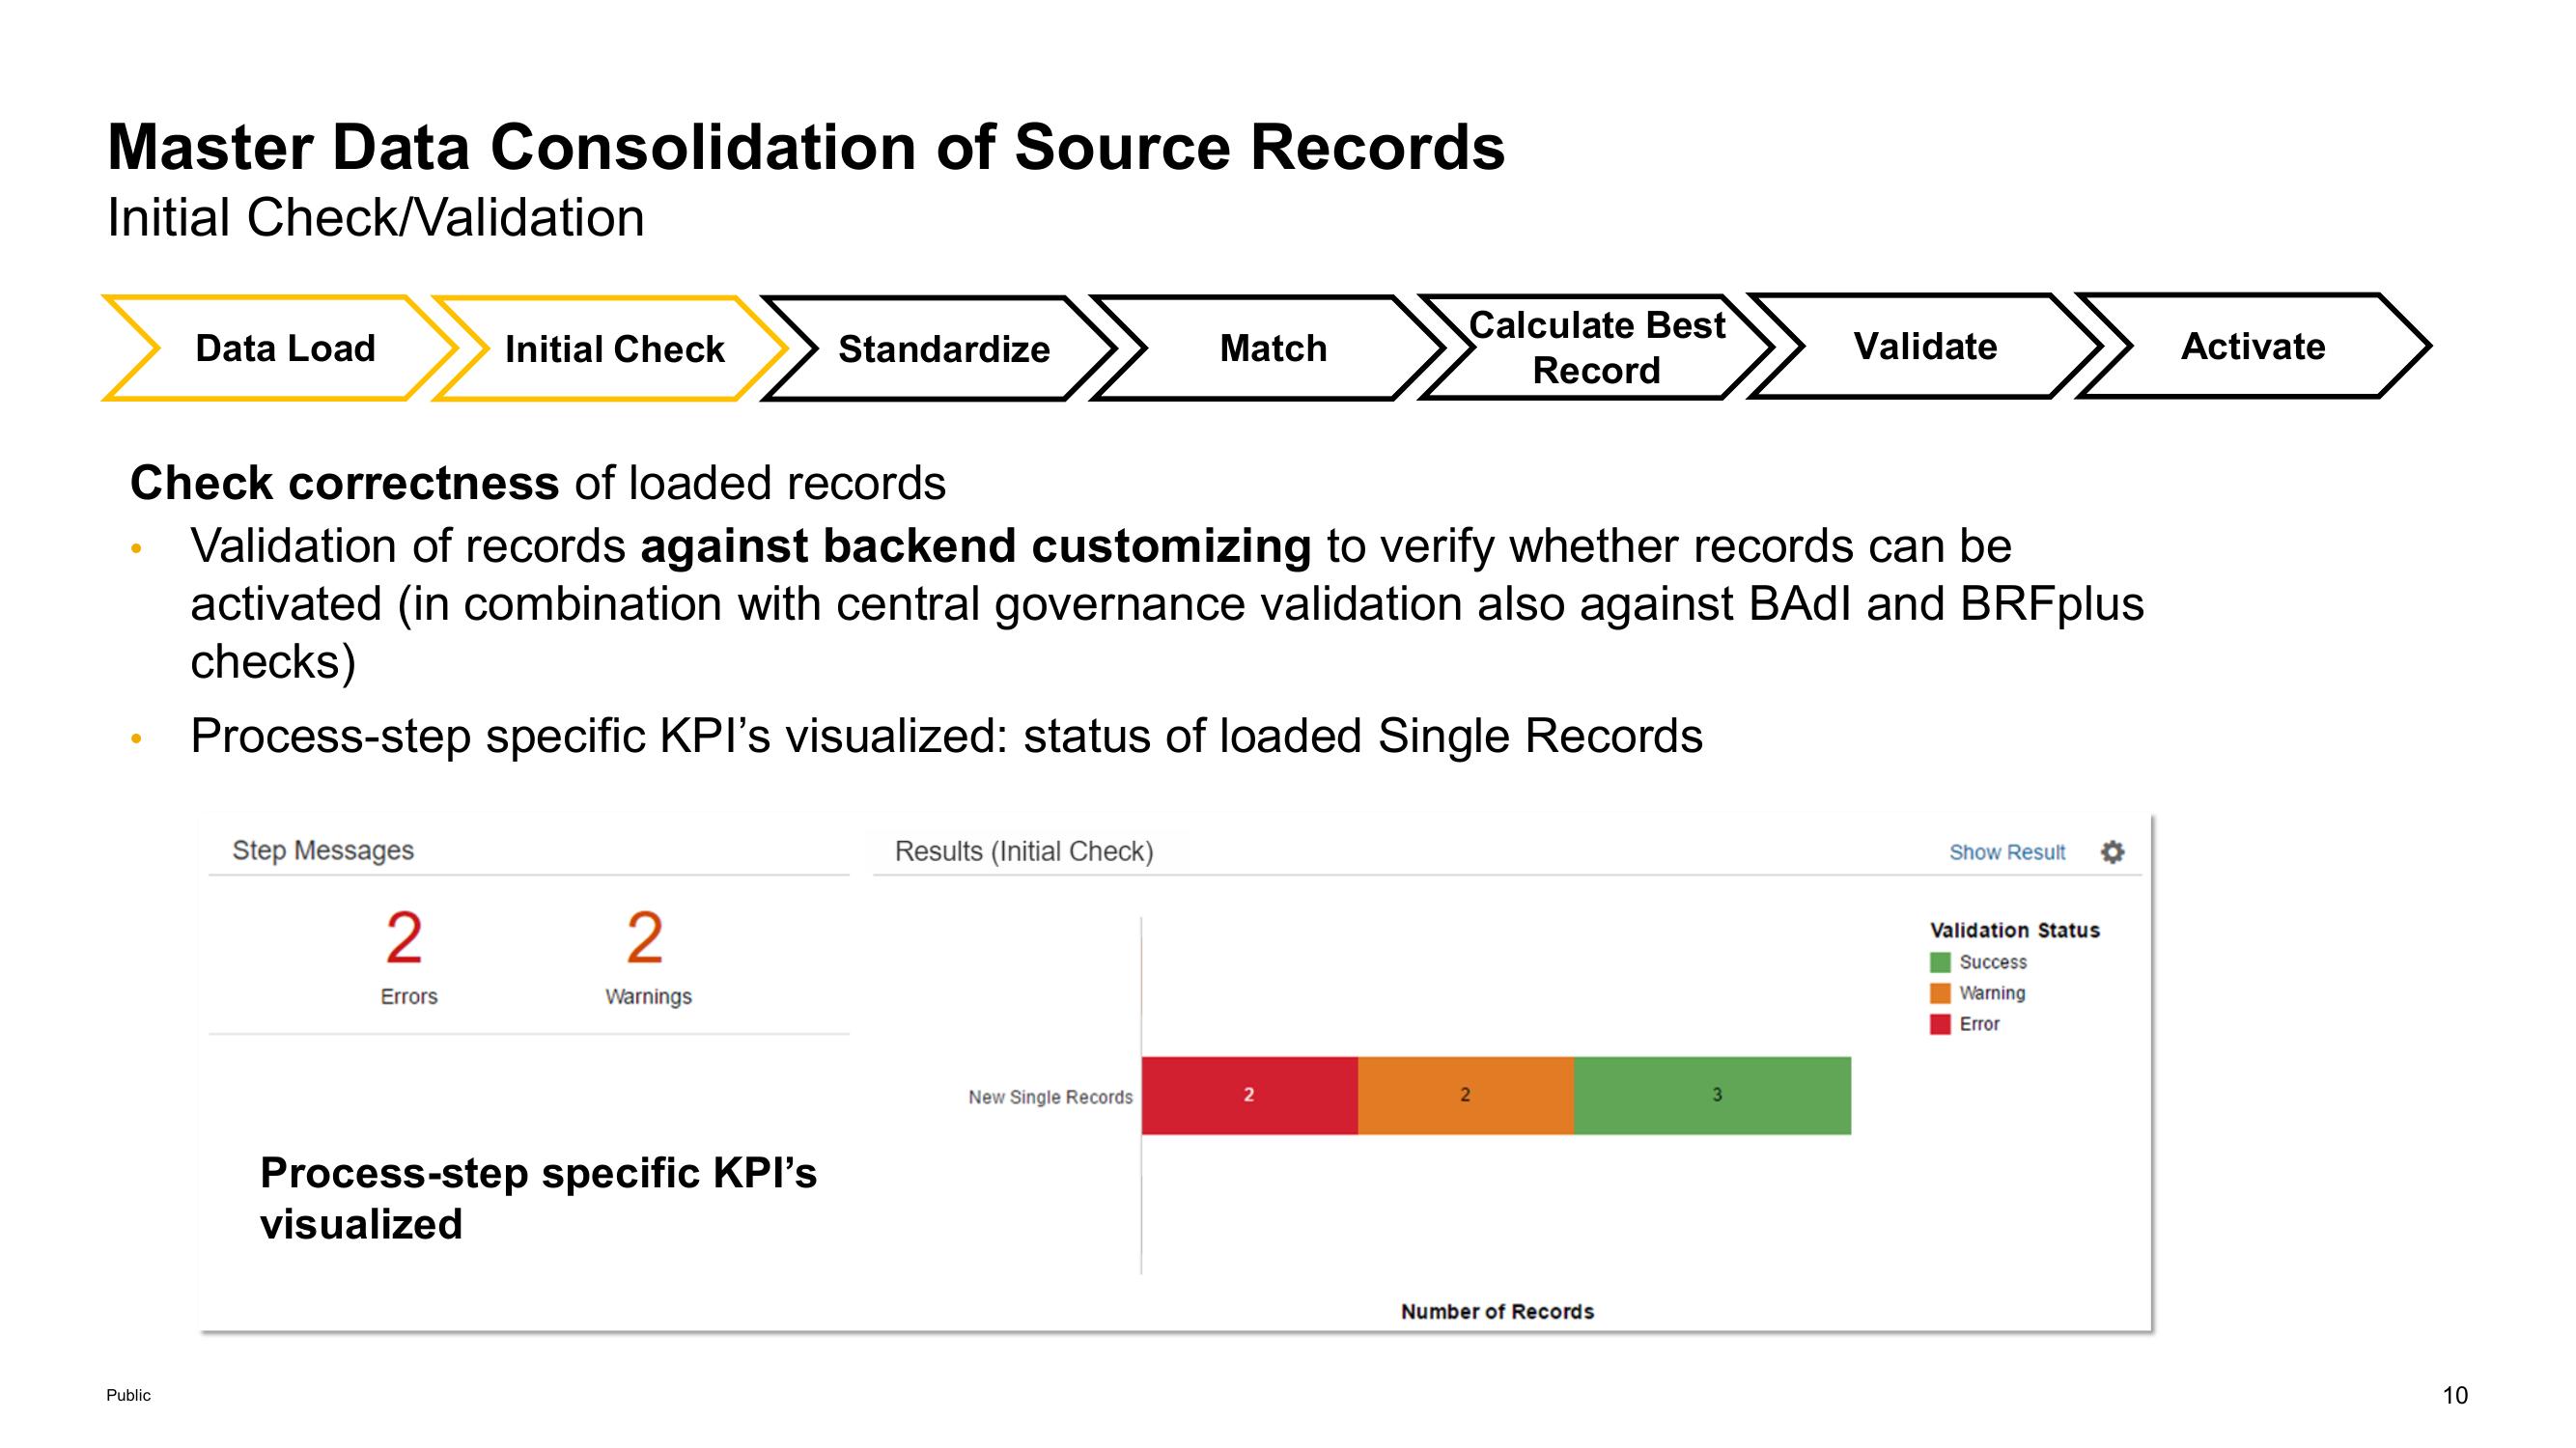 Master Data Consolidation of Source Records
Initial Check/Validation
Data Load
Initial Check
Standardize
Match
Calculate Best
Record
Validate
Activate
Check correctness of loaded records
• Validation of records against backend customizing to verify whether records can be
activated (in combination with central governance validation also against BAdI and BRFplus
checks)
• Process-step specific KPI’s visualized: status of loaded Single Records
Step Messages
2
Errors
2
Warnings
Process-step specific KPI’s
visualized
Results (Initial Check)
Show Result
Validation Status
Success
Warning
Error
New Single Records
2
2
3
Number of Records
Public
10